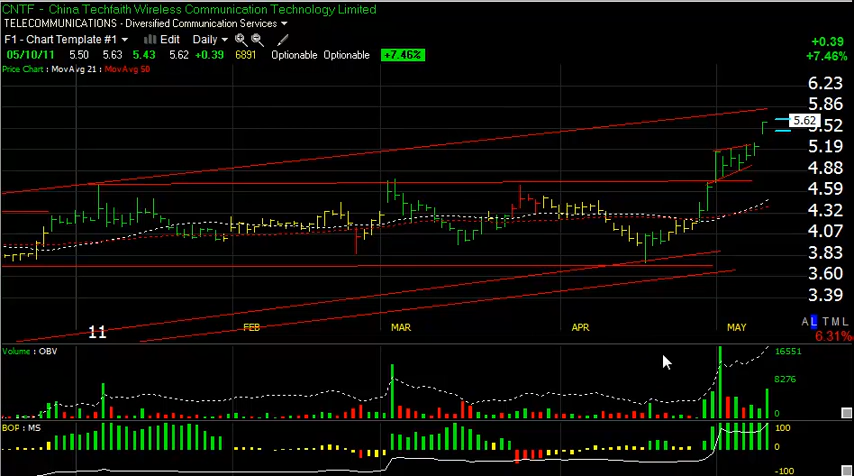 CNTF - China Techfaith Wireless Communication Technology Limited
TELECOMMUNICATIONS · Diversified Communication Services
F1 - Chart Template #1 Edit Daily
+0.39
05/10/11 5.50 5.63 5.43 5.62 +0.39 6891 Optionable Optionable +7.46%
+7.46%
Price Chart : MovAvg 21 : MovAvg 50
6.23
5.86
5.62
5.52
5.19
4.88
4.59
4.32
4.07
3.83
3.60
3.39
11 FEB MAR APR MAY
A L T M L
6.31%
Volume : OBV
16551
8276
0
BOP : MS
100
0
-100